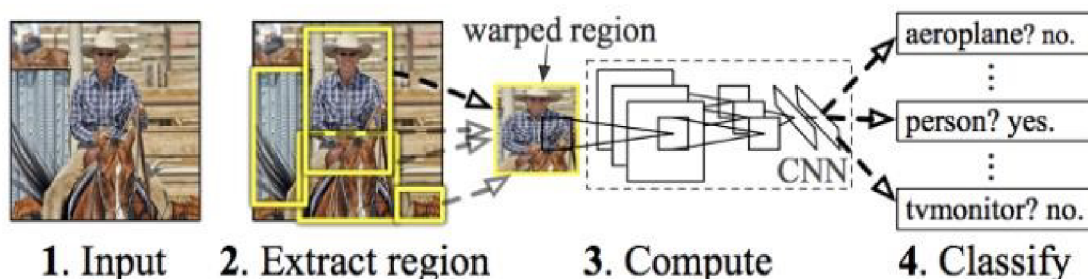 warped region
aeroplane? no.
person? yes.
CNN
tvmonitor? no.
1. Input
2. Extract region
3. Compute
4. Classify